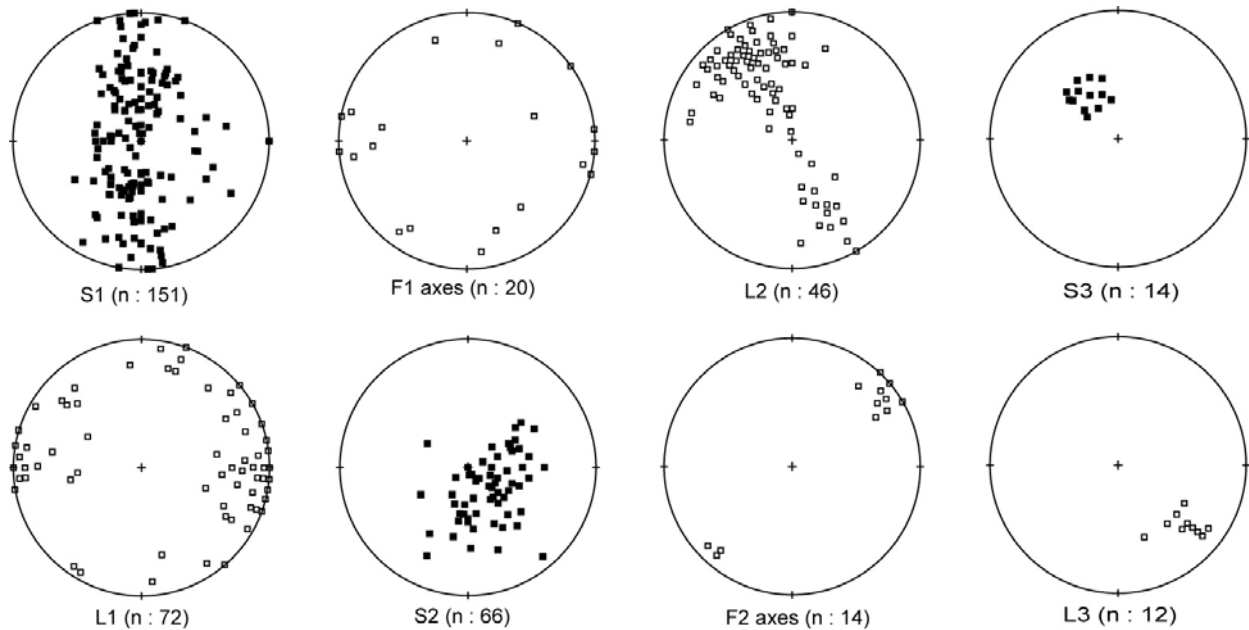 S1 (n : 151)
F1 axes (n : 20)
L2 (n : 46)
S3 (n : 14)
L1 (n : 72)
S2 (n : 66)
F2 axes (n : 14)
L3 (n : 12)